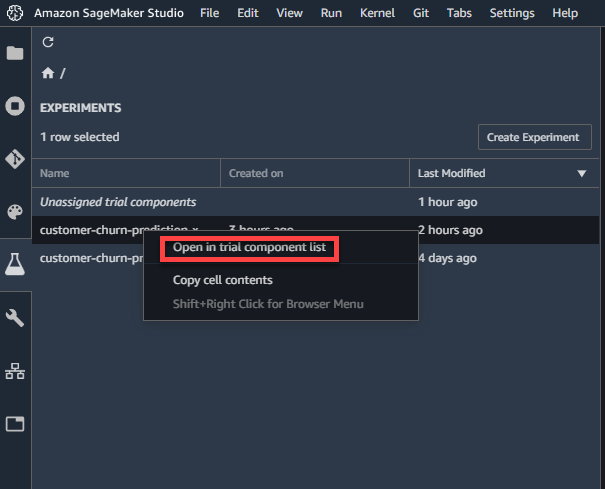 Amazon SageMaker Studio File Edit View Run Kernel Git Tabs Settings Help
/
EXPERIMENTS
1 row selected Create Experiment
Name Created on Last Modified
Unassigned trial components 1 hour ago
customer-churn-prediction-x 3 hours ago 2 hours ago
Open in trial component list
customer-churn-pr 4 days ago
Copy cell contents
Shift+Right Click for Browser Menu